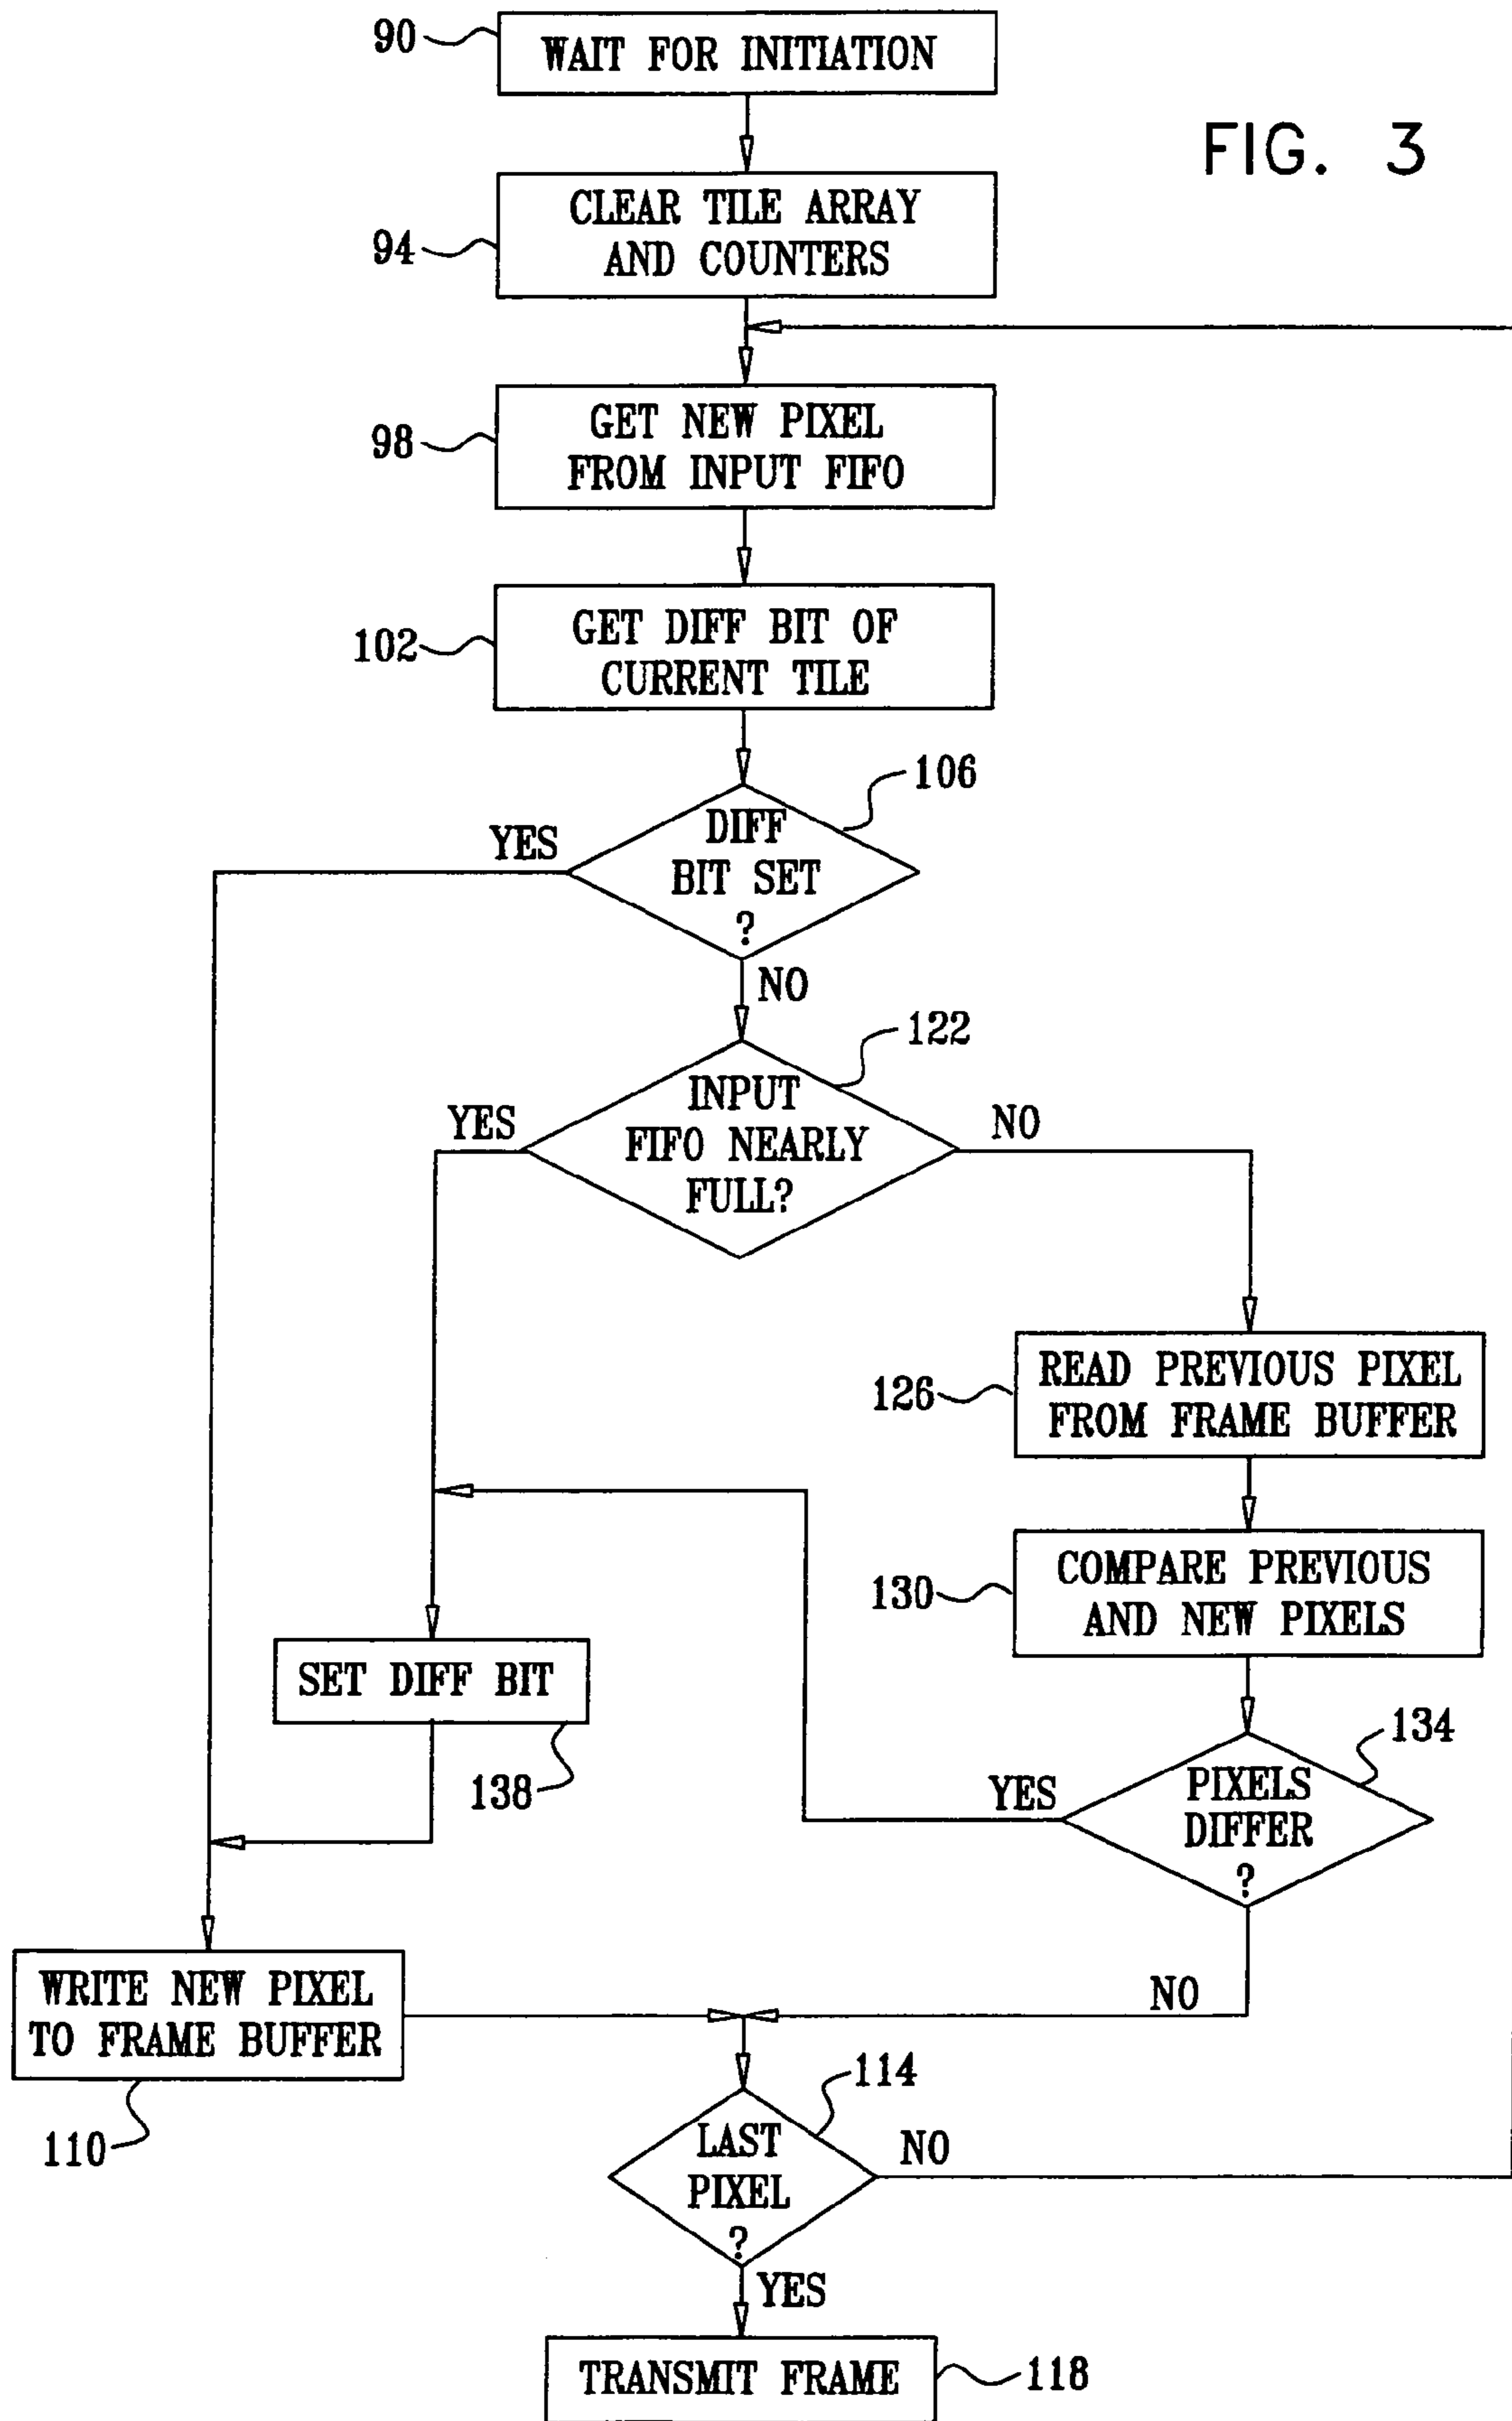 90
WAIT FOR INITIATION
FIG. 3
94
CLEAR TILE ARRAY
AND COUNTERS
98
GET NEW PIXEL
FROM INPUT FIFO
102
GET DIFF BIT OF
CURRENT TILE
106
DIFF
BIT SET
?
YES
NO
122
INPUT
FIFO NEARLY
FULL?
YES
NO
126
READ PREVIOUS PIXEL
FROM FRAME BUFFER
130
COMPARE PREVIOUS
AND NEW PIXELS
SET DIFF BIT
138
134
PIXELS
DIFFER
?
YES
NO
WRITE NEW PIXEL
TO FRAME BUFFER
110
114
LAST
PIXEL
?
NO
YES
TRANSMIT FRAME
118